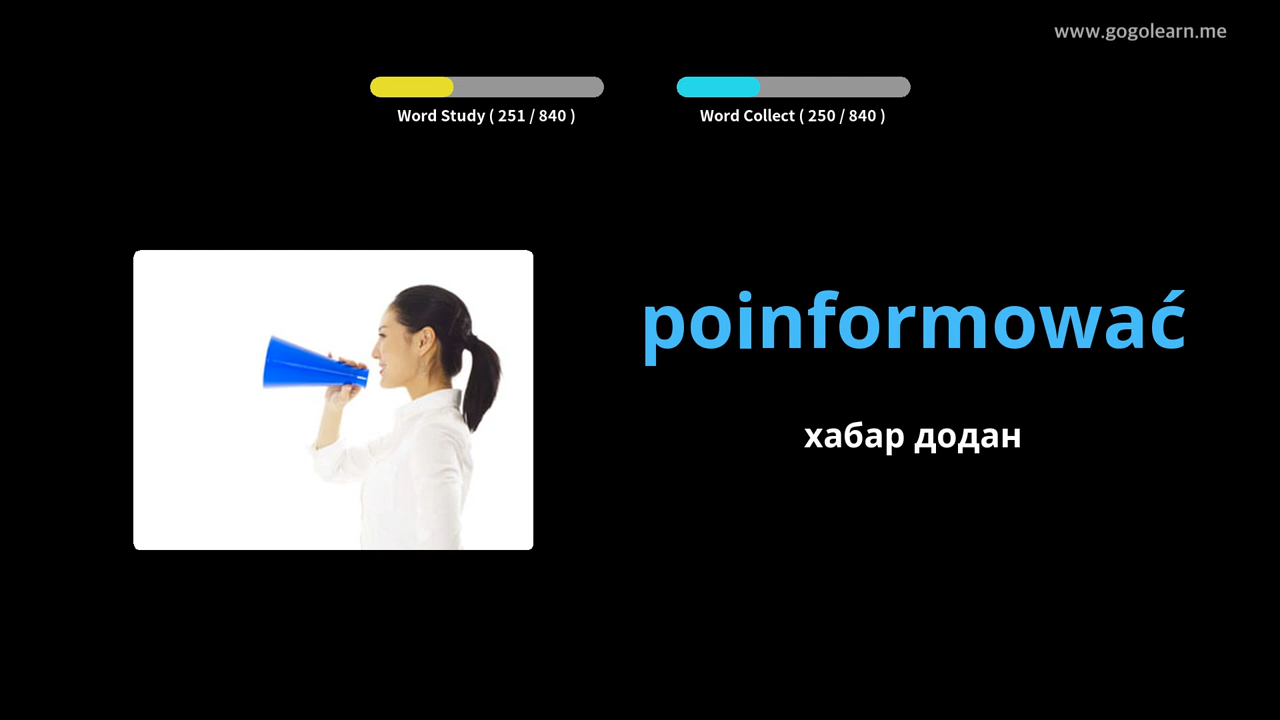 www.gogolearn.me
Word Study ( 251 / 840 )
Word Collect ( 250 / 840 )
poinformować
хабар додан